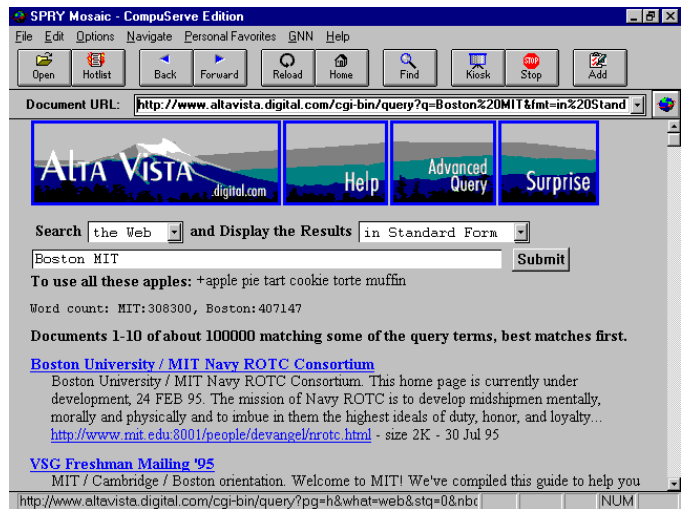 SPRY Mosaic - CompuServe Edition
File Edit Options Navigate Personal Favorites GNN Help
Open Hotlist Back Forward Reload Home Find Kiosk Stop Add
Document URL: http://www.altavista.digital.com/cgi-bin/query?q=Boston%20MIT&fmt=in%20Stand
ALTA VISTA .digital.com Help Advanced Query Surprise
Search the Web and Display the Results in Standard Form
Boston MIT Submit
To use all these apples: +apple pie tart cookie torte muffin
Word count: MIT:308300, Boston:407147
Documents 1-10 of about 100000 matching some of the query terms, best matches first.
Boston University / MIT Navy ROTC Consortium
Boston University / MIT Navy ROTC Consortium. This home page is currently under
development, 24 FEB 95. The mission of Navy ROTC is to develop midshipmen mentally,
morally and physically and to imbue in them the highest ideals of duty, honor, and loyalty...
http://www.mit.edu:8001/people/devangel/nrotc.html - size 2K - 30 Jul 95
VSG Freshman Mailing '95
MIT / Cambridge / Boston orientation. Welcome to MIT! We've compiled this guide to help you
http://www.altavista.digital.com/cgi-bin/query?pg=h&what=web&stq=0&nbc NUM